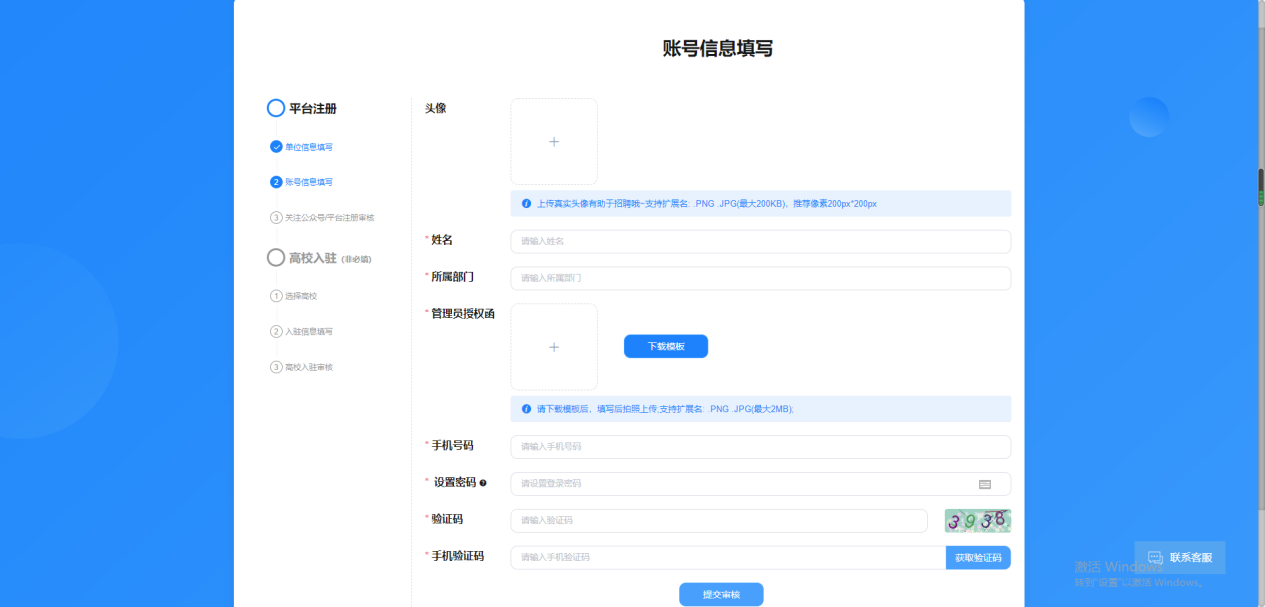 账号信息填写
平台注册
单位信息填写
2 账号信息填写
3 关注公众号/平台注册审核
高校入驻 (非必填)
1 选择高校
2 入驻信息填写
3 高校入驻审核
头像
+
上传真实头像有助于招聘哦~支持扩展名: .PNG .JPG(最大200KB)，推荐像素200px*200px
* 姓名
请输入姓名
* 所属部门
请输入所属部门
* 管理员授权函
+
下载模板
请下载模板后，填写后拍照上传;支持扩展名: .PNG .JPG(最大2MB);
* 手机号码
请输入手机号码
* 设置密码 ?
请设置登录密码
* 验证码
请输入验证码
3938
* 手机验证码
请输入手机验证码
获取验证码
提交审核
联系客服
激活 Windows
转到"设置"以激活 Windows。